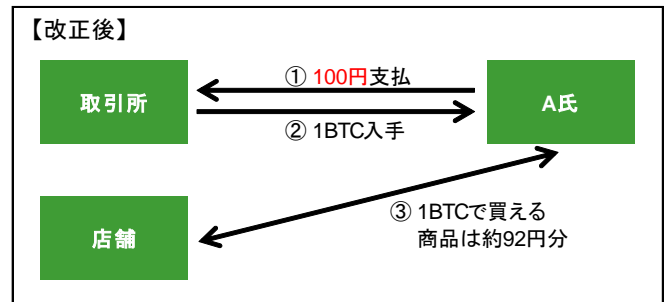 【改正後】
① 100円支払
取引所
A氏
② 1BTC入手
③ 1BTCで買える
商品は約92円分
店舗